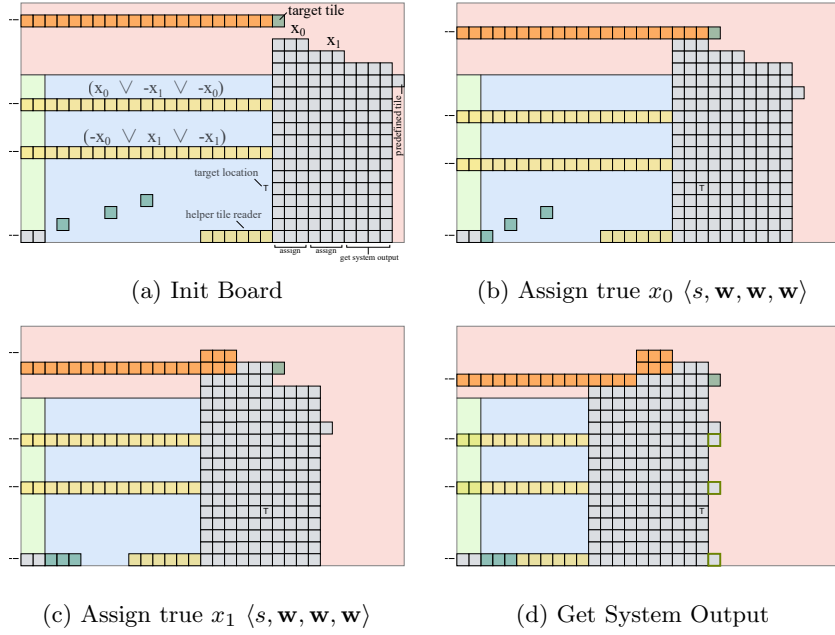 target tile
x₀
x₁
(x₀ ∨ -x₁ ∨ -x₀)
predefined tile
(-x₀ ∨ x₁ ∨ -x₁)
target location
T
helper tile reader
assign
assign
get system output
(a) Init Board
T
(b) Assign true x₀ ⟨s, w, w, w⟩
T
(c) Assign true x₁ ⟨s, w, w, w⟩
T
(d) Get System Output